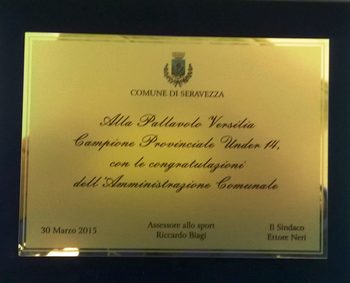 COMUNE DI SERAVEZZA
Alla Pallavolo Versilia
Campione Provinciale Under 14,
con le congratulazioni
dell'Amministrazione Comunale
30 Marzo 2015
Assessore allo sport
Riccardo Biagi
Il Sindaco
Ettore Neri